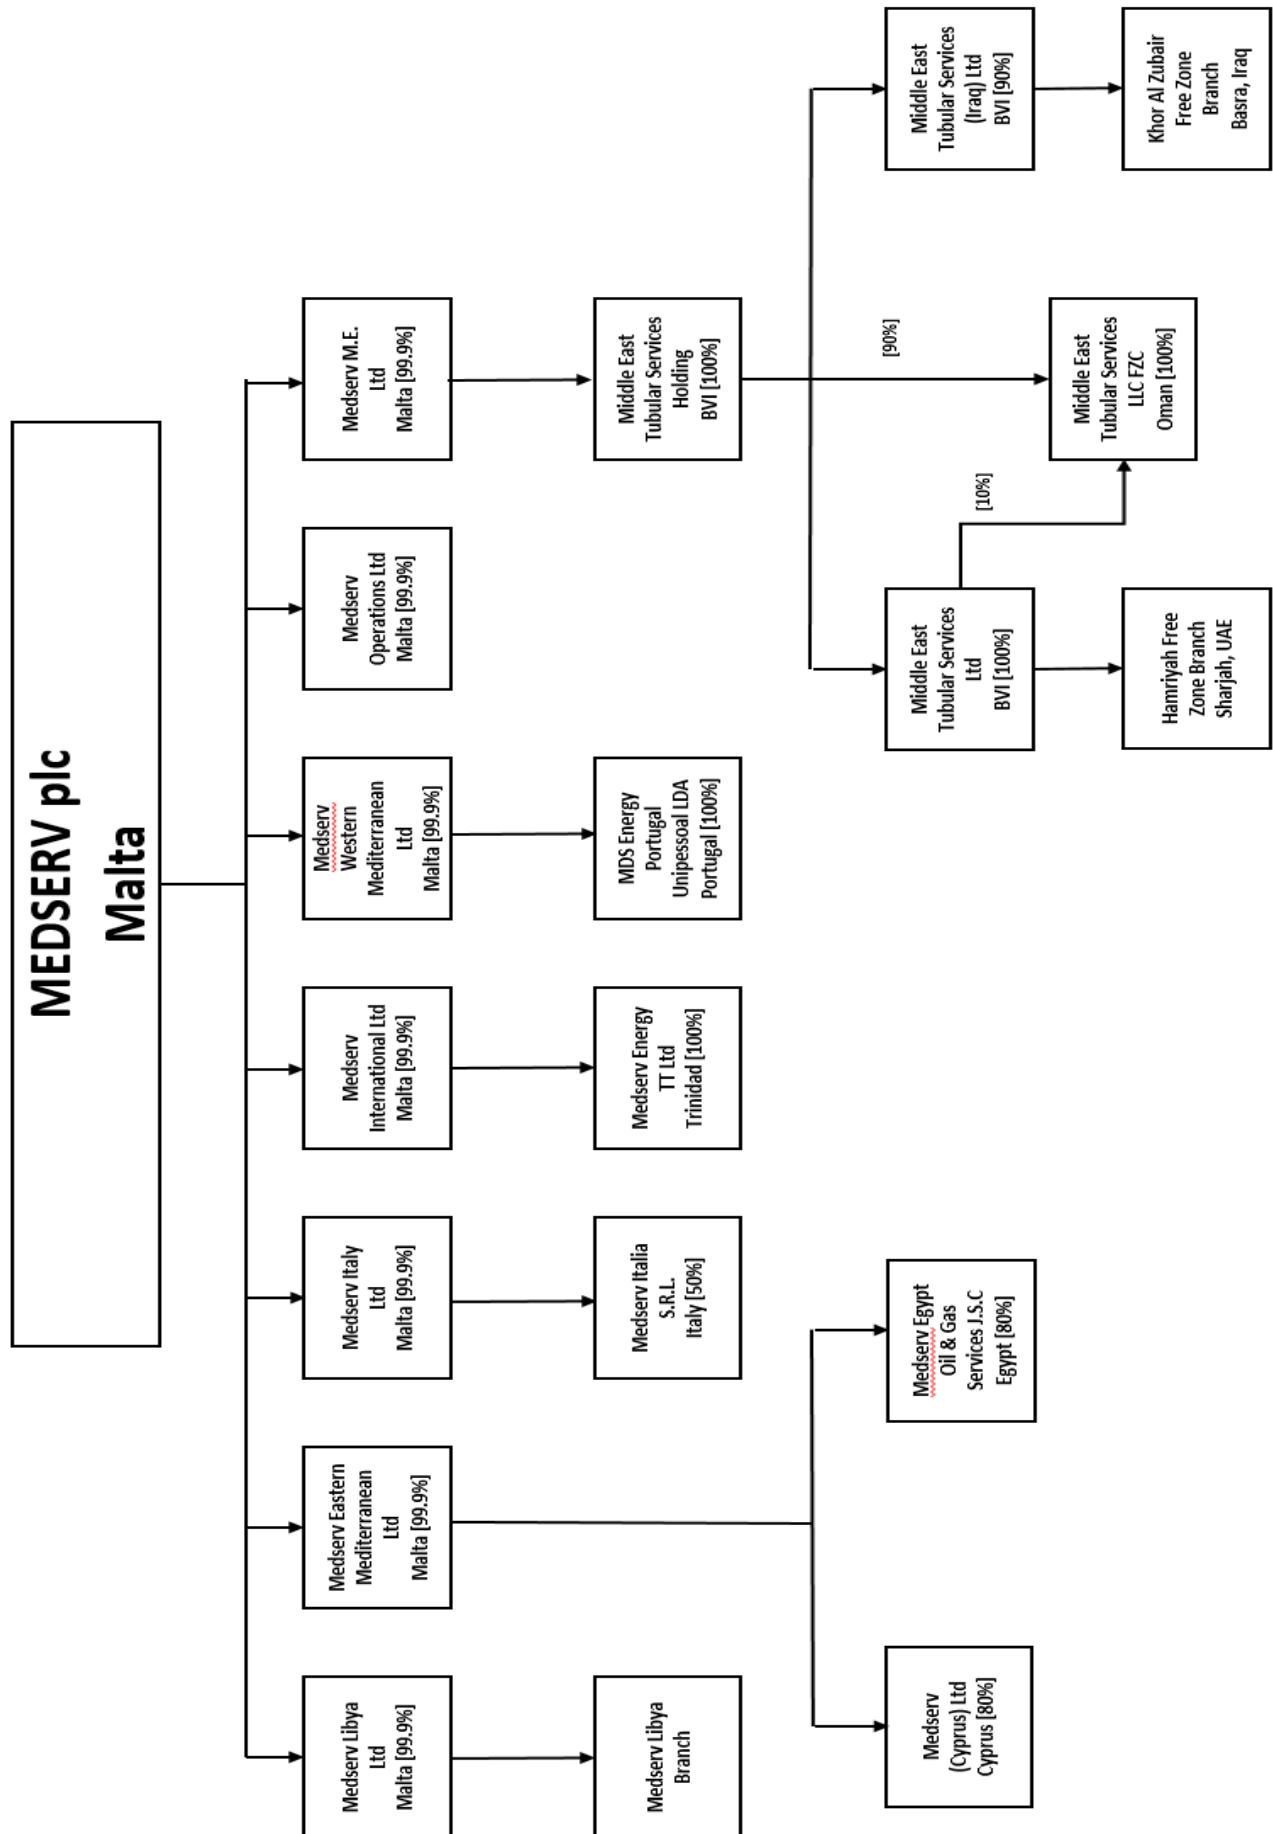 MEDSERV plc
Malta
Medserv Libya
Ltd
Malta [99.9%]
Medserv Eastern
Mediterranean
Ltd
Malta [99.9%]
Medserv Italy
Ltd
Malta [99.9%]
Medserv
International Ltd
Malta [99.9%]
Medserv
Western
Mediterranean
Ltd
Malta [99.9%]
Medserv
Operations Ltd
Malta [99.9%]
Medserv M.E.
Ltd
Malta [99.9%]
Medserv Libya
Branch
Medserv Italia
S.R.L.
Italy [50%]
Medserv Energy
TT Ltd
Trinidad [100%]
MDS Energy
Portugal
Unipessoal LDA
Portugal [100%]
Middle East
Tubular Services
Holding
BVI [100%]
Medserv
(Cyprus) Ltd
Cyprus [80%]
Medserv Egypt
Oil & Gas
Services J.S.C
Egypt [80%]
Middle East
Tubular Services
Ltd
BVI [100%]
[10%]
[90%]
Middle East
Tubular Services
(Iraq) Ltd
BVI [90%]
Middle East
Tubular Services
LLC FZC
Oman [100%]
Hamriyah Free
Zone Branch
Sharjah, UAE
Khor Al Zubair
Free Zone
Branch
Basra, Iraq